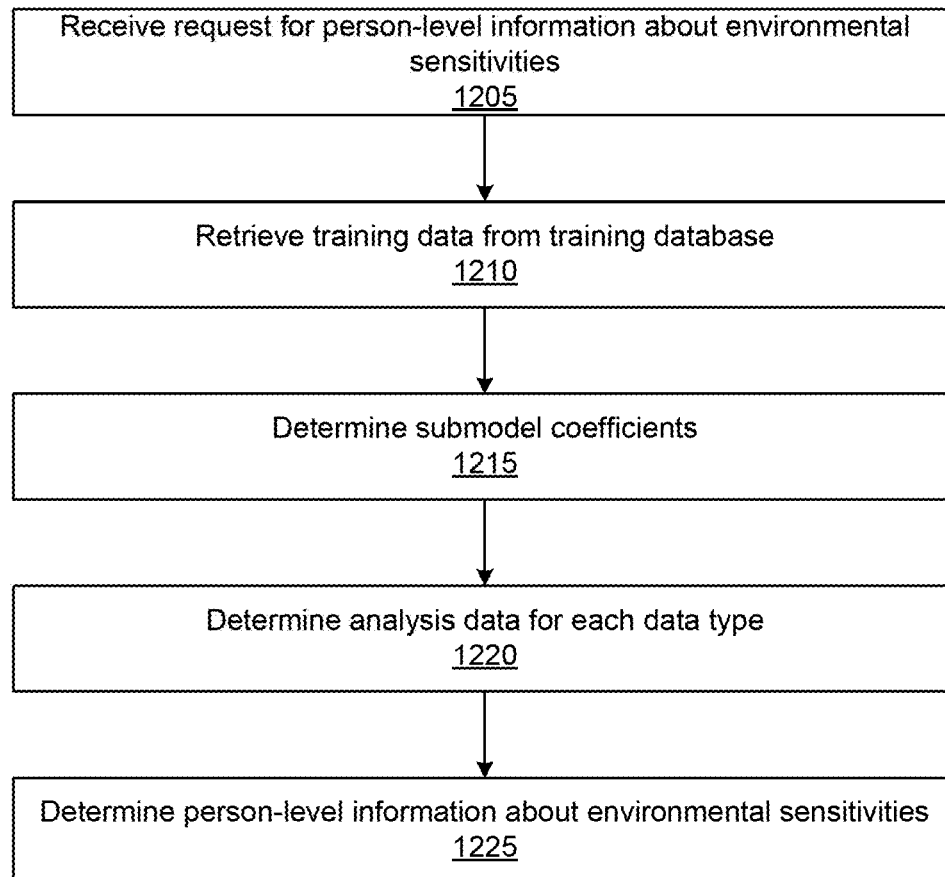 Receive request for person-level information about environmental
sensitivities
1205
Retrieve training data from training database
1210
Determine submodel coefficients
1215
Determine analysis data for each data type
1220
Determine person-level information about environmental sensitivities
1225